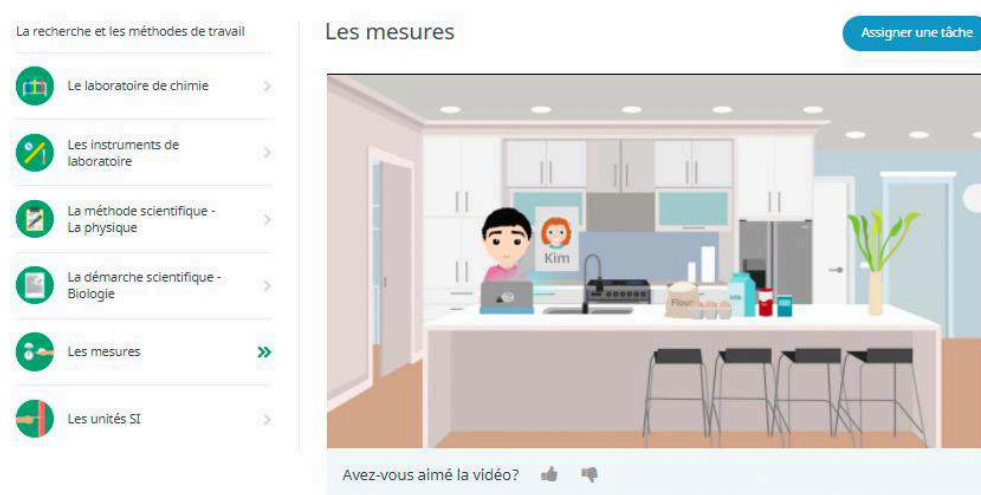 La recherche et les méthodes de travail
Le laboratoire de chimie
Les instruments de
laboratoire
La méthode scientifique -
La physique
La démarche scientifique -
Biologie
Les mesures
Les unités SI
Les mesures
Assigner une tâche
Kim
Flour
Milk
Avez-vous aimé la vidéo?